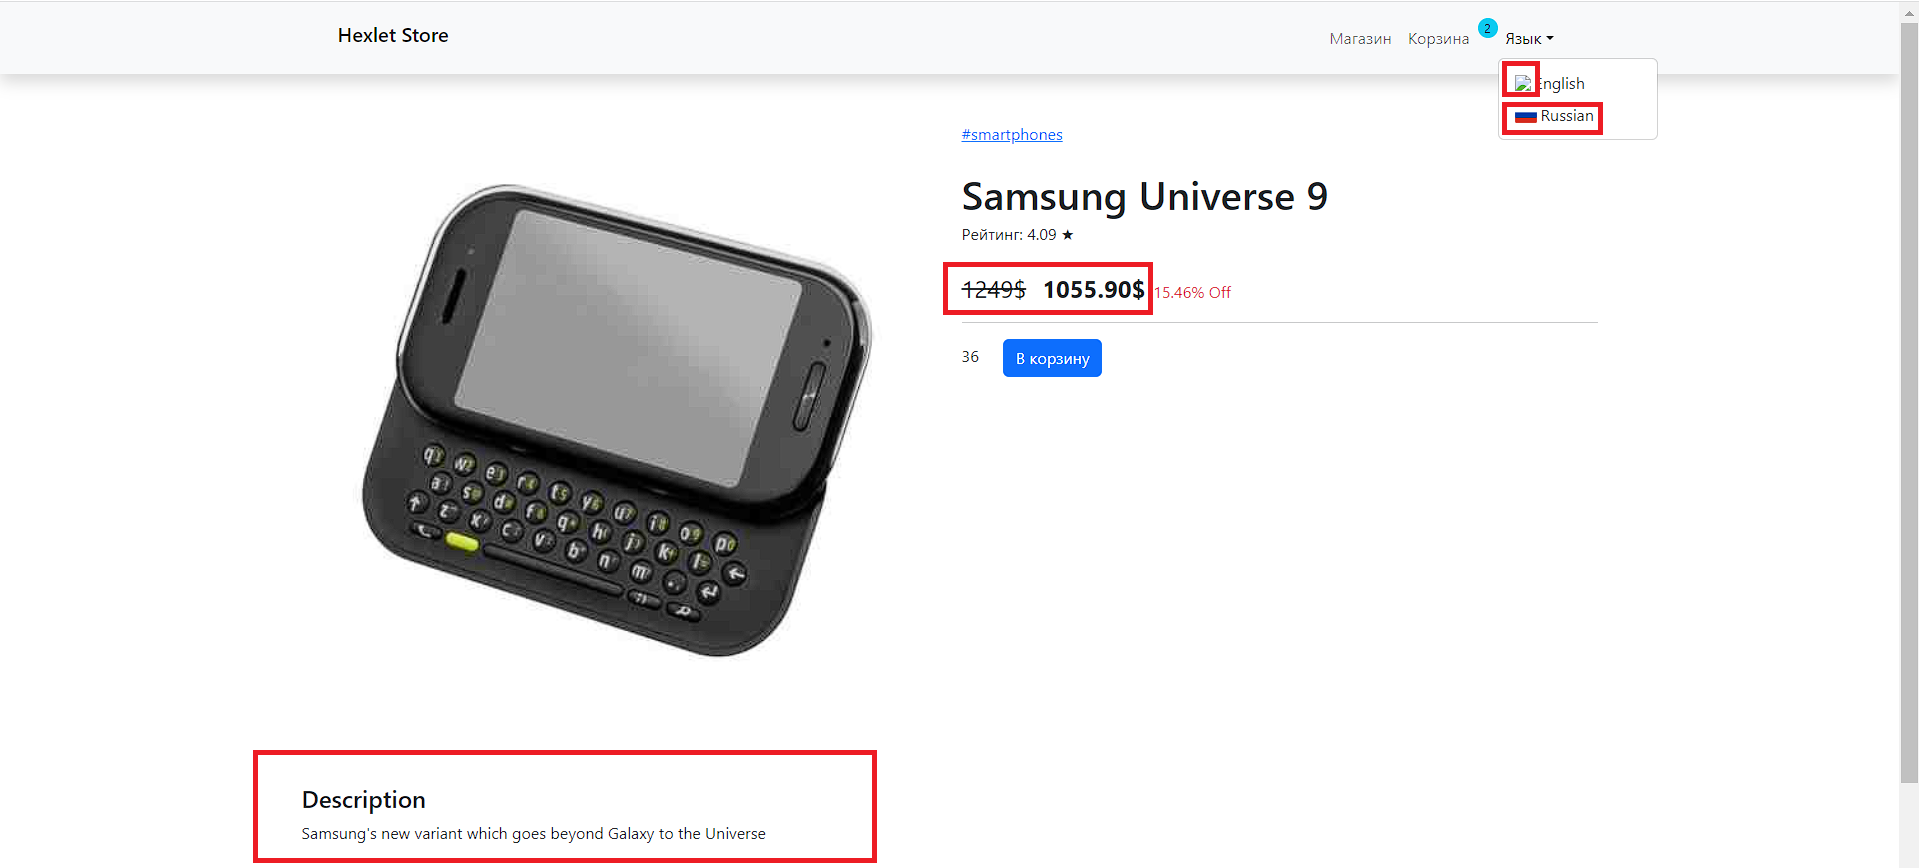 Hexlet Store
Магазин Корзина 2 Язык
English
Russian
#smartphones
Samsung Universe 9
Рейтинг: 4.09 ★
1249$ 1055.90$ 15.46% Off
36 В корзину
q w e r t y u i o p
a s d f g h j k l
z x c v b n m
Description
Samsung's new variant which goes beyond Galaxy to the Universe